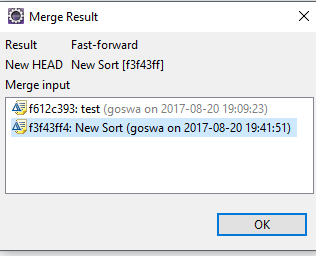 Merge Result
Result Fast-forward
New HEAD New Sort [f3f43ff]
Merge input
f612c393: test (goswa on 2017-08-20 19:09:23)
f3f43ff4: New Sort (goswa on 2017-08-20 19:41:51)
OK